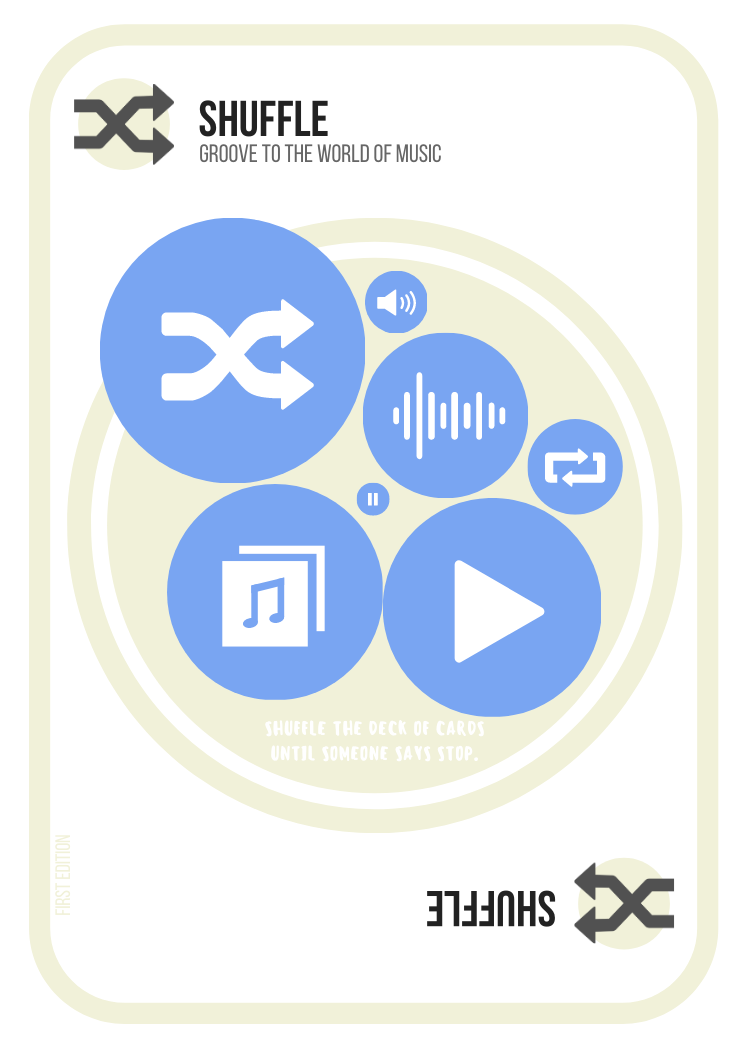 SHUFFLE
GROOVE TO THE WORLD OF MUSIC
SHUFFLE THE DECK OF CARDS
UNTIL SOMEONE SAYS STOP.
FIRST EDITION
SHUFFLE